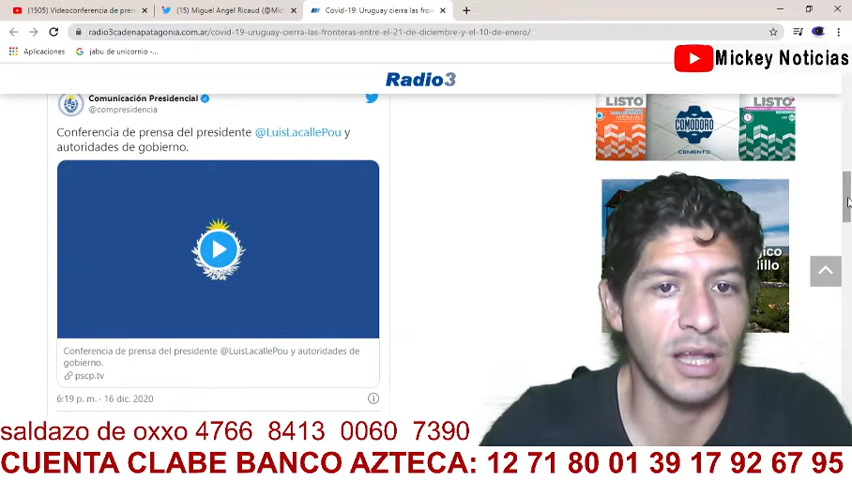 (1505) Videoconferencia de pren
(15) Miguel Angel Ricaud (@Mic
Covid-19: Uruguay cierra las fron
radio3cadenapatagonia.com.ar/covid-19-uruguay-cierra-las-fronteras-entre-el-21-de-diciembre-y-el-10-de-enero/
Aplicaciones
jabu de unicornio -...
Mickey Noticias
Radio3
Comunicación Presidencial
@compresidencia
Conferencia de prensa del presidente @LuisLacallePou y
autoridades de gobierno.
Conferencia de prensa del presidente @LuisLacallePou y autoridades de
gobierno.
pscp.tv
6:19 p. m. · 16 dic. 2020
LISTO
COMODORO
CEMENTO
LISTO
saldazo de oxxo 4766 8413 0060 7390
CUENTA CLABE BANCO AZTECA: 12 71 80 01 39 17 92 67 95